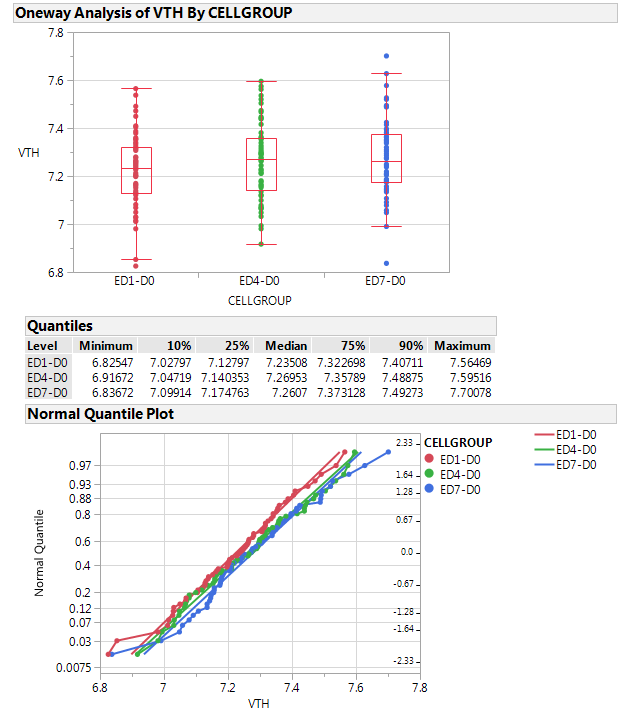 Oneway Analysis of VTH By CELLGROUP
7.8
7.6
7.4
VTH
7.2
7
6.8
ED1-D0 ED4-D0 ED7-D0
CELLGROUP
Quantiles
Level Minimum 10% 25% Median 75% 90% Maximum
ED1-D0 6.82547 7.02797 7.12797 7.23508 7.322698 7.40711 7.56469
ED4-D0 6.91672 7.04719 7.140353 7.26953 7.35789 7.48875 7.59516
ED7-D0 6.83672 7.09914 7.174763 7.2607 7.373128 7.49273 7.70078
Normal Quantile Plot
Normal Quantile
0.97
0.93
0.88
0.8
0.6
0.4
0.2
0.12
0.07
0.03
0.0075
2.33
1.64
1.28
0.67
0.0
-0.67
-1.28
-1.64
-2.33
6.8 7 7.2 7.4 7.6 7.8
VTH
CELLGROUP
ED1-D0
ED4-D0
ED7-D0
ED1-D0
ED4-D0
ED7-D0